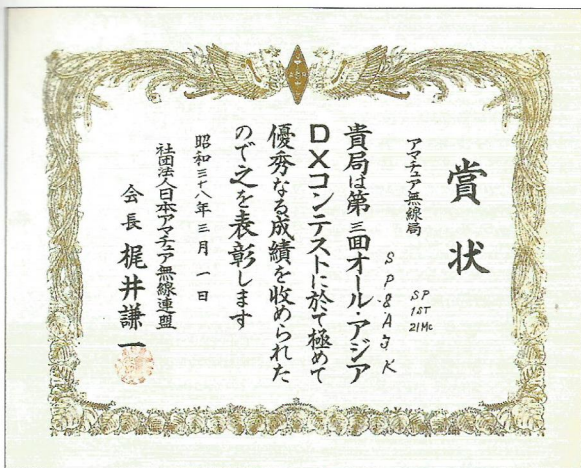 賞状
SP
1ST
21Mc
アマチュア無線局
SP8AJK
貴局は第三回オール・アジア
DXコンテストに於て極めて
優秀なる成績を収められた
ので之を表彰します
昭和三十八年三月一日
社団法人日本アマチュア無線連盟
会長 梶井謙一